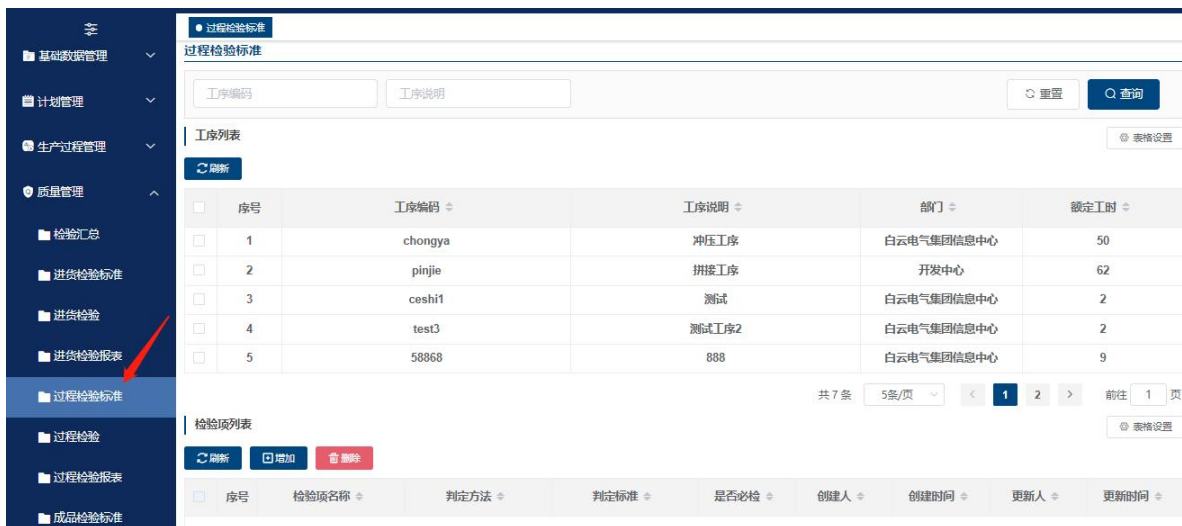 过程检验标准
基础数据管理
计划管理
生产过程管理
质量管理
检验汇总
进货检验标准
进货检验
进货检验报表
过程检验标准
过程检验
过程检验报表
成品检验标准
过程检验标准
工序编码 工序说明 重置 查询
工序列表 表格设置
刷新
序号 工序编码 工序说明 部门 额定工时
1 chongya 冲压工序 白云电气集团信息中心 50
2 pinjie 拼接工序 开发中心 62
3 ceshi1 测试 白云电气集团信息中心 2
4 test3 测试工序2 白云电气集团信息中心 2
5 58868 888 白云电气集团信息中心 9
共 7 条 5条/页 1 2 前往 1 页
检验项列表 表格设置
刷新 增加 删除
序号 检验项名称 判定方法 判定标准 是否必检 创建人 创建时间 更新人 更新时间